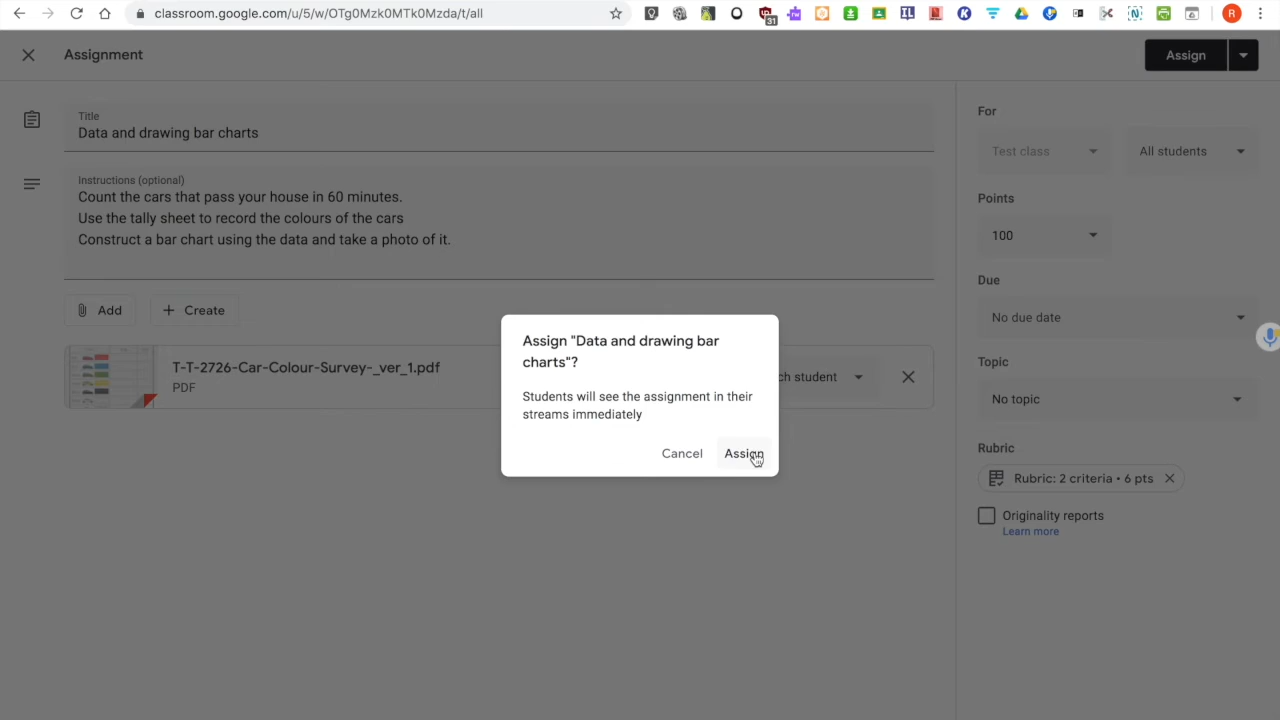 classroom.google.com/u/5/w/OTg0Mzk0MTk0Mzda/t/all
31
rw
IL
K
N
R
Assignment
Assign
Title
Data and drawing bar charts
Instructions (optional)
Count the cars that pass your house in 60 minutes.
Use the tally sheet to record the colours of the cars
Construct a bar chart using the data and take a photo of it.
Add
Create
T-T-2726-Car-Colour-Survey-_ver_1.pdf
PDF
student
For
Test class
All students
Points
100
Due
No due date
Topic
No topic
Rubric
Rubric: 2 criteria • 6 pts
Originality reports
Learn more
Assign "Data and drawing bar
charts"?
Students will see the assignment in their
streams immediately
Cancel
Assign